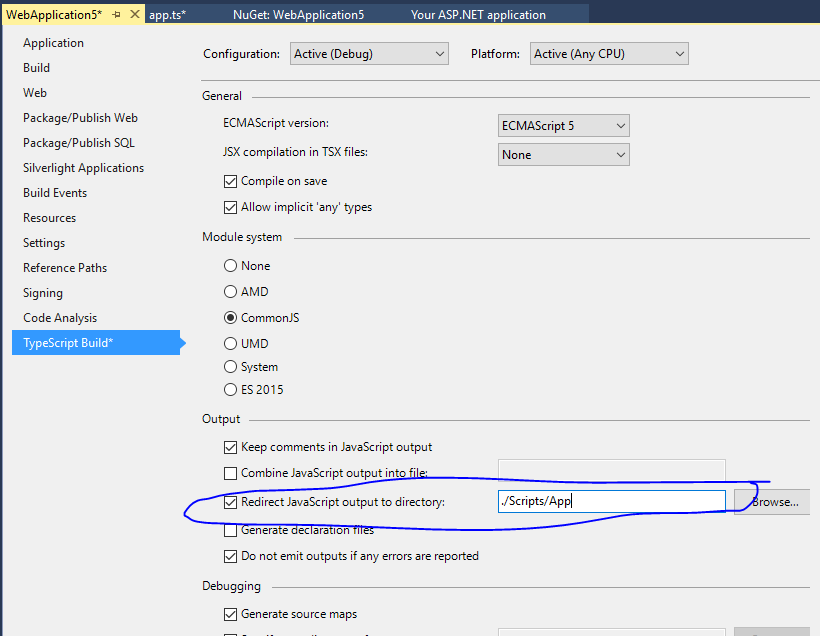 WebApplication5* app.ts* NuGet: WebApplication5 Your ASP.NET application
Application
Build
Web
Package/Publish Web
Package/Publish SQL
Silverlight Applications
Build Events
Resources
Settings
Reference Paths
Signing
Code Analysis
TypeScript Build*
Configuration: Active (Debug) Platform: Active (Any CPU)
General
ECMAScript version: ECMAScript 5
JSX compilation in TSX files: None
Compile on save
Allow implicit 'any' types
Module system
None
AMD
CommonJS
UMD
System
ES 2015
Output
Keep comments in JavaScript output
Combine JavaScript output into file:
Redirect JavaScript output to directory: ./Scripts/App Browse...
Generate declaration files
Do not emit outputs if any errors are reported
Debugging
Generate source maps